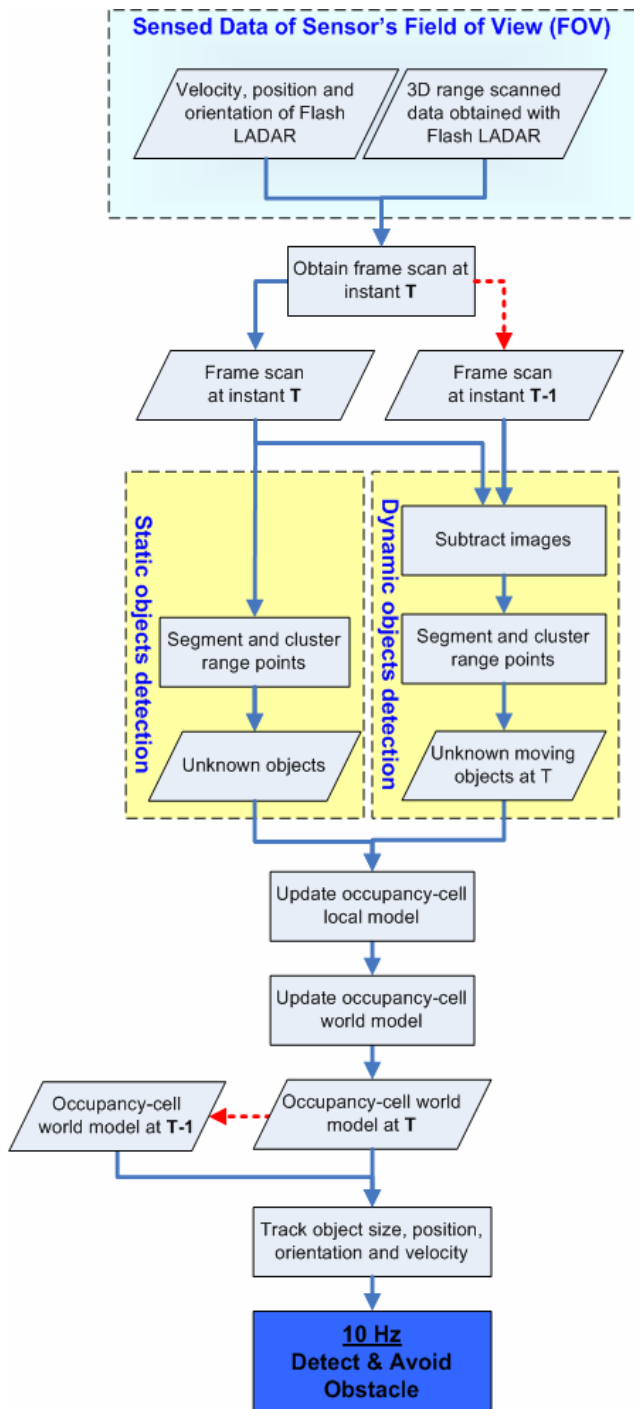 Sensed Data of Sensor's Field of View (FOV)
Velocity, position and
orientation of Flash
LADAR
3D range scanned
data obtained with
Flash LADAR
Obtain frame scan at
instant T
Frame scan
at instant T
Frame scan
at instant T-1
Static objects detection
Dynamic objects detection
Subtract images
Segment and cluster
range points
Segment and cluster
range points
Unknown objects
Unknown moving
objects at T
Update occupancy-cell
local model
Update occupancy-cell
world model
Occupancy-cell
world model at T-1
Occupancy-cell world
model at T
Track object size, position,
orientation and velocity
10 Hz
Detect & Avoid
Obstacle